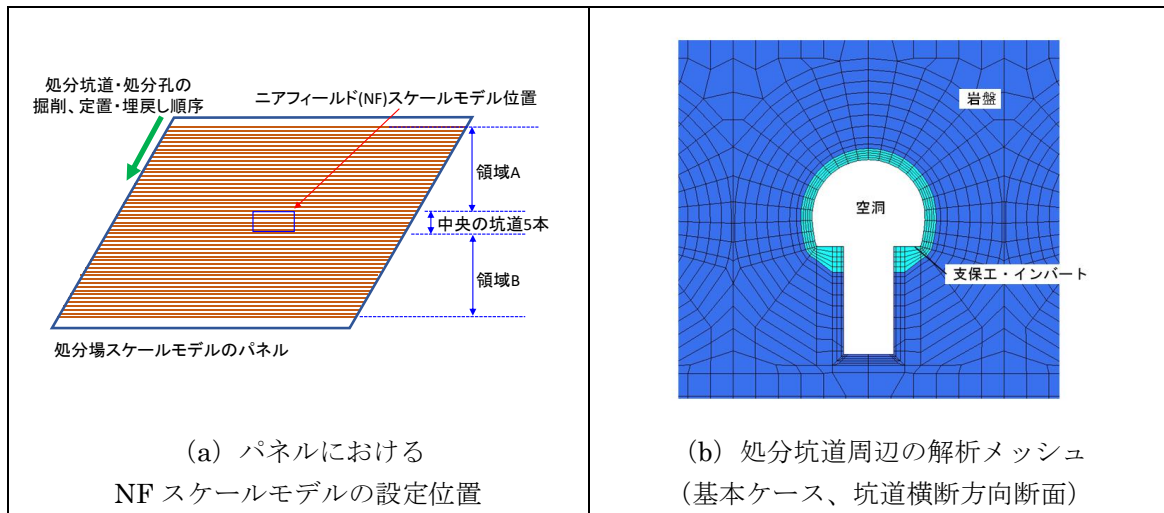 処分坑道・処分孔の
掘削、定置・埋戻し順序
ニアフィールド(NF)スケールモデル位置
領域A
中央の坑道5本
領域B
処分場スケールモデルのパネル
(a) パネルにおける
NF スケールモデルの設定位置
岩盤
空洞
支保工・インバート
(b) 処分坑道周辺の解析メッシュ
(基本ケース、坑道横断方向断面)